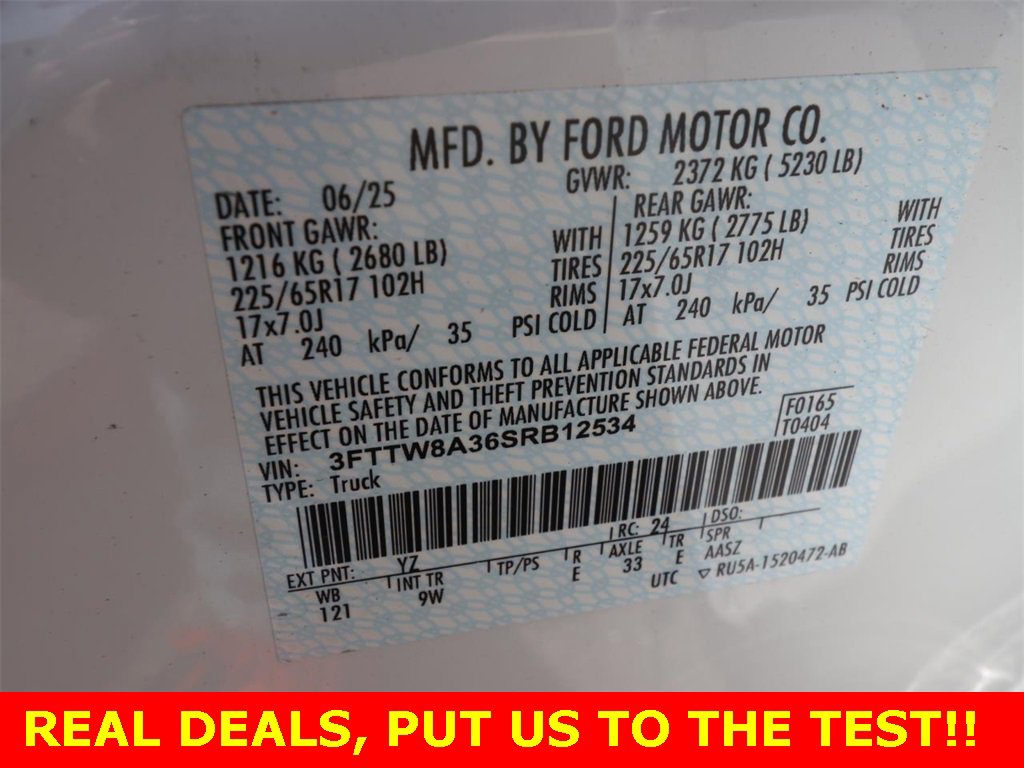 MFD. BY FORD MOTOR CO.
DATE: 06/25 GVWR: 2372 KG ( 5230 LB)
FRONT GAWR: REAR GAWR:
1216 KG ( 2680 LB) WITH 1259 KG ( 2775 LB) WITH
225/65R17 102H TIRES 225/65R17 102H TIRES
17x7.0J RIMS 17x7.0J RIMS
AT 240 kPa/ 35 PSI COLD AT 240 kPa/ 35 PSI COLD
THIS VEHICLE CONFORMS TO ALL APPLICABLE FEDERAL MOTOR
VEHICLE SAFETY AND THEFT PREVENTION STANDARDS IN
EFFECT ON THE DATE OF MANUFACTURE SHOWN ABOVE.
VIN: 3FTTW8A36SRB12534 F0165
TYPE: Truck T0404
EXT PNT: YZ RC: 24 DSO:
WB INT TR TP/PS R AXLE TR SPR
121 9W E 33 E AASZ
UTC ▽ RU5A-1520472-AB
REAL DEALS, PUT US TO THE TEST!!